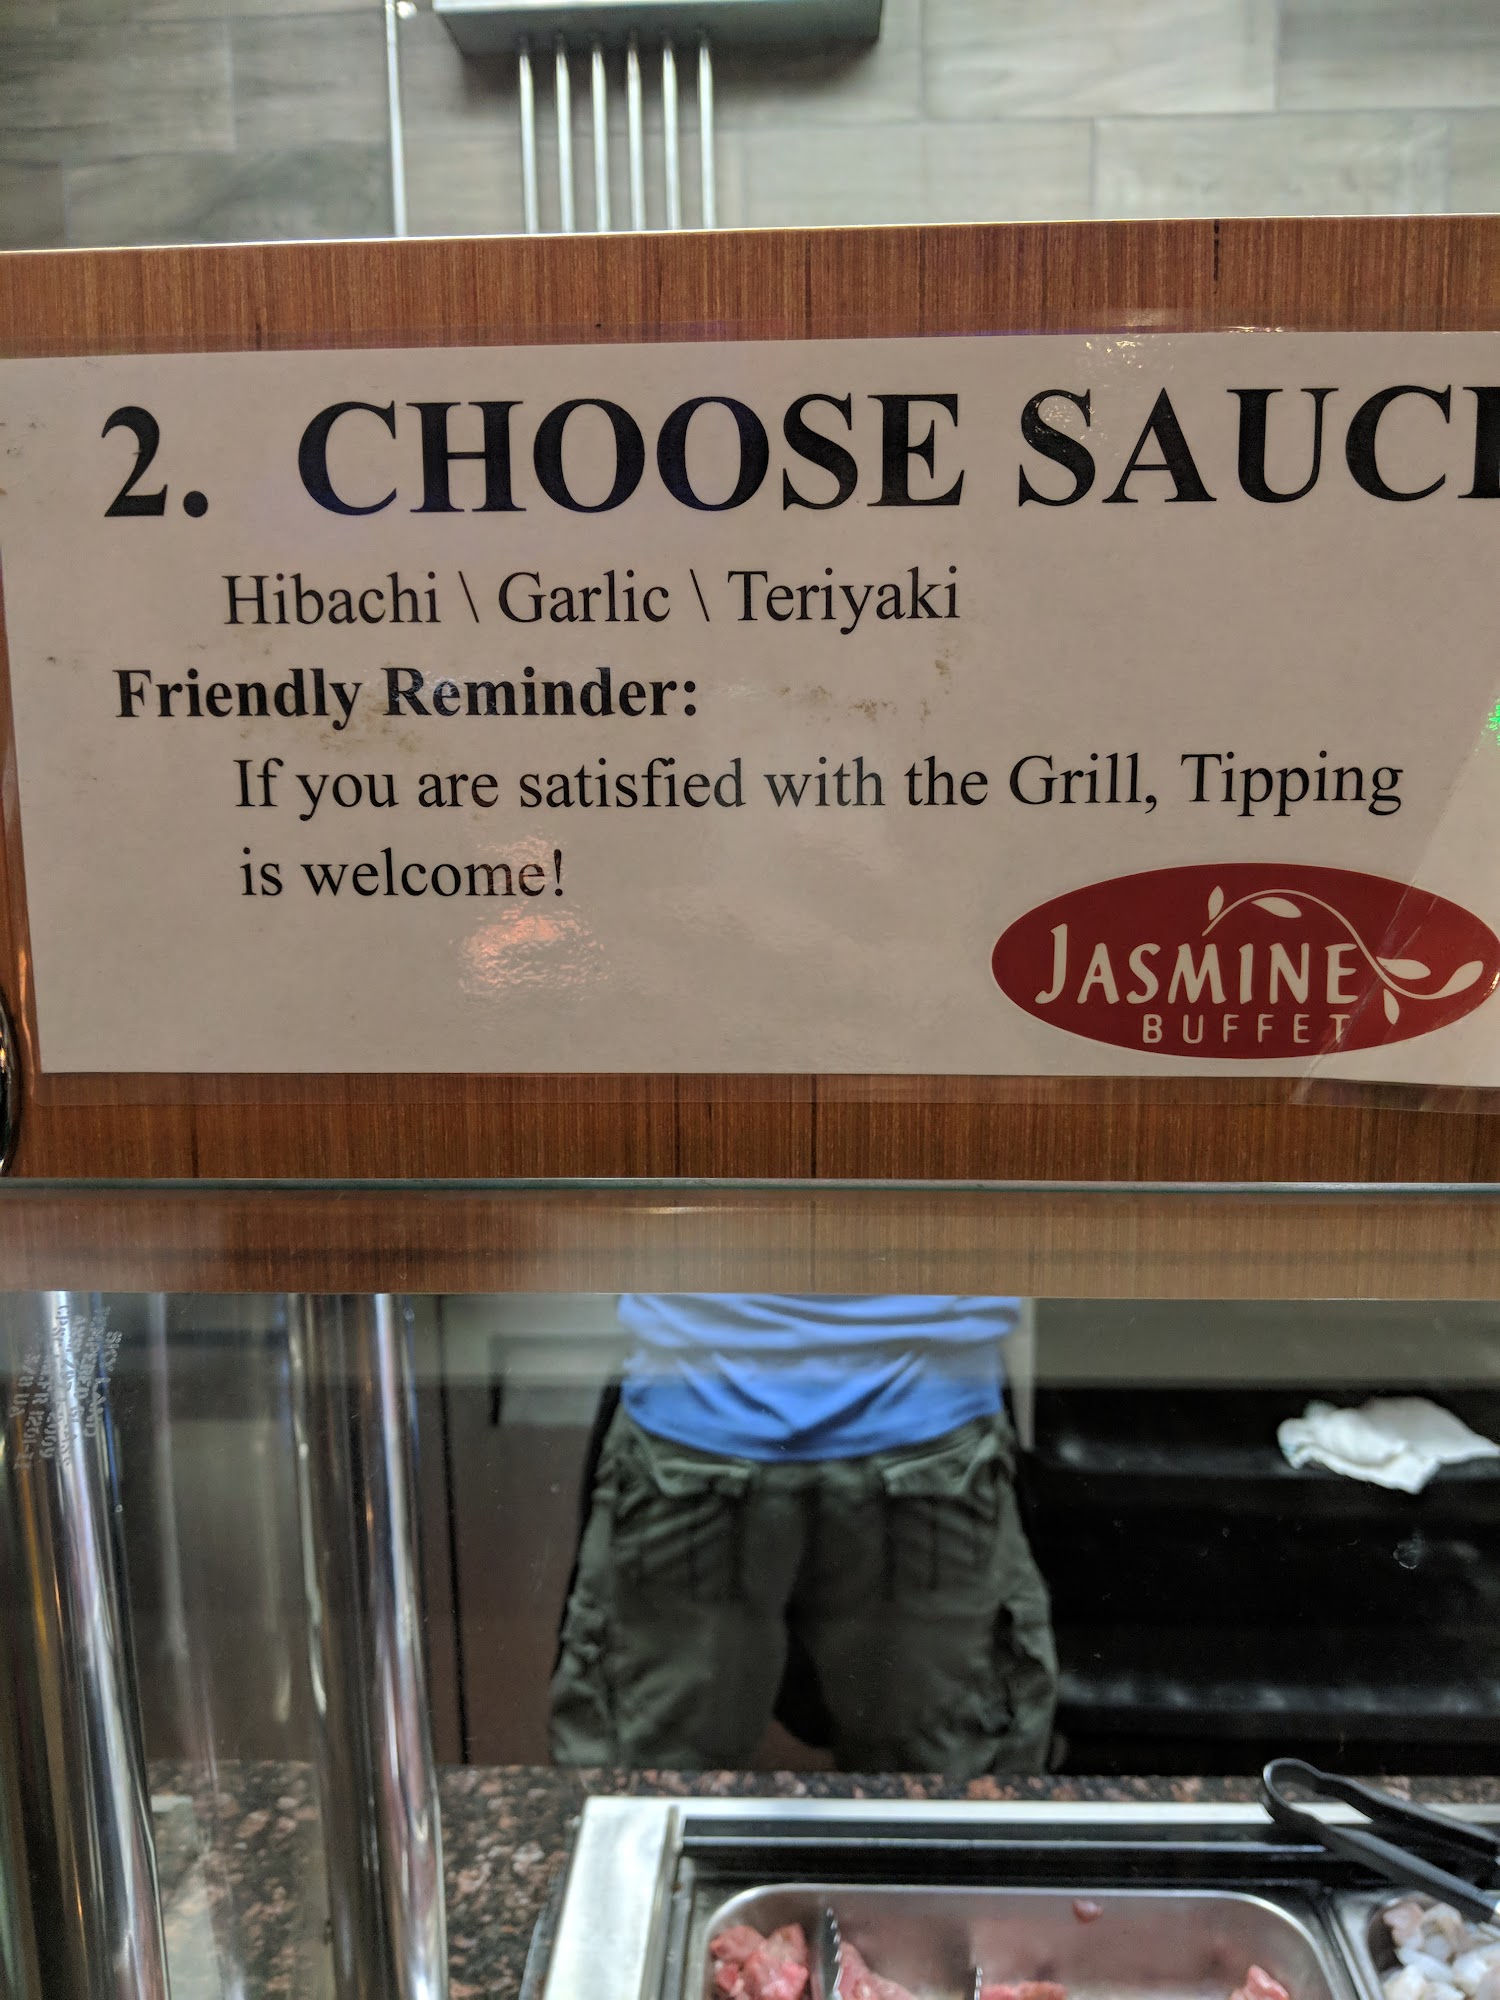 2. CHOOSE SAUCE
Hibachi \ Garlic \ Teriyaki
Friendly Reminder:
If you are satisfied with the Grill, Tipping
is welcome!
JASMINE
BUFFET